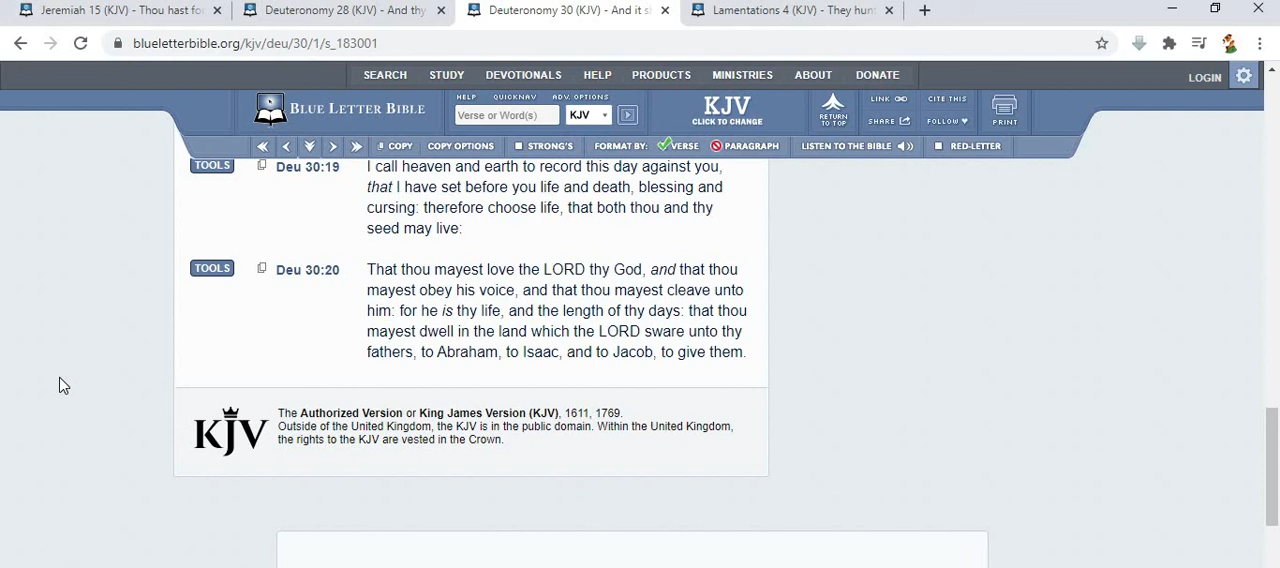 Jeremiah 15 (KJV) - Thou hast fo
Deuteronomy 28 (KJV) - And thy
Deuteronomy 30 (KJV) - And it s
Lamentations 4 (KJV) - They hun
blueletterbible.org/kjv/deu/30/1/s_183001
SEARCH STUDY DEVOTIONALS HELP PRODUCTS MINISTRIES ABOUT DONATE
LOGIN
BLUE LETTER BIBLE
HELP QUICKNAV ADV. OPTIONS
Verse or Word(s) KJV
KJV
CLICK TO CHANGE
RETURN
TO TOP
LINK CITE THIS
SHARE FOLLOW
PRINT
COPY COPY OPTIONS STRONG'S FORMAT BY: VERSE PARAGRAPH LISTEN TO THE BIBLE RED-LETTER
TOOLS Deu 30:19 I call heaven and earth to record this day against you,
that I have set before you life and death, blessing and
cursing: therefore choose life, that both thou and thy
seed may live:
TOOLS Deu 30:20 That thou mayest love the LORD thy God, and that thou
mayest obey his voice, and that thou mayest cleave unto
him: for he is thy life, and the length of thy days: that thou
mayest dwell in the land which the LORD sware unto thy
fathers, to Abraham, to Isaac, and to Jacob, to give them.
KJV
The Authorized Version or King James Version (KJV), 1611, 1769.
Outside of the United Kingdom, the KJV is in the public domain. Within the United Kingdom,
the rights to the KJV are vested in the Crown.